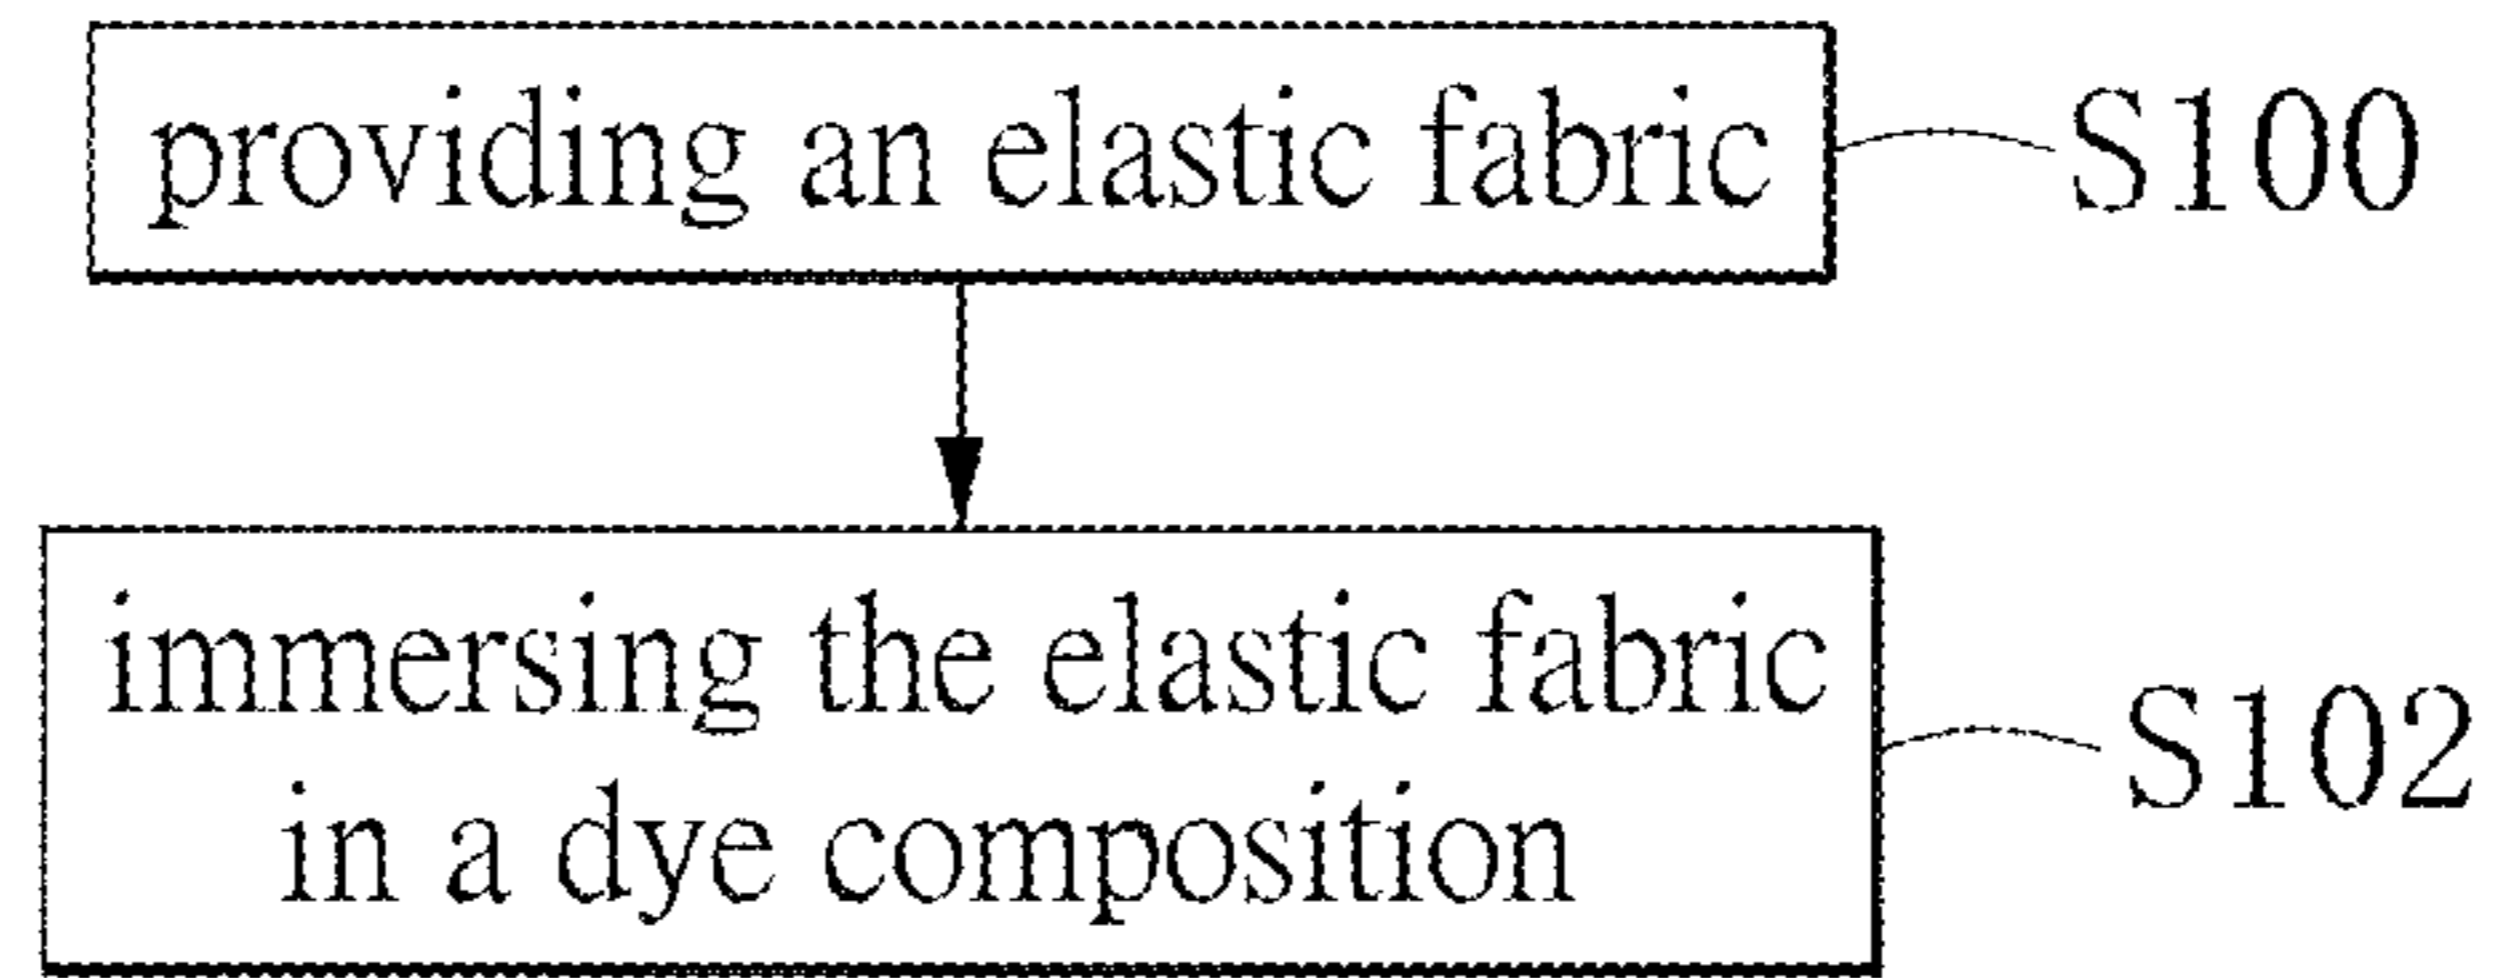 providing an elastic fabric
S100
immersing the elastic fabric
in a dye composition
S102